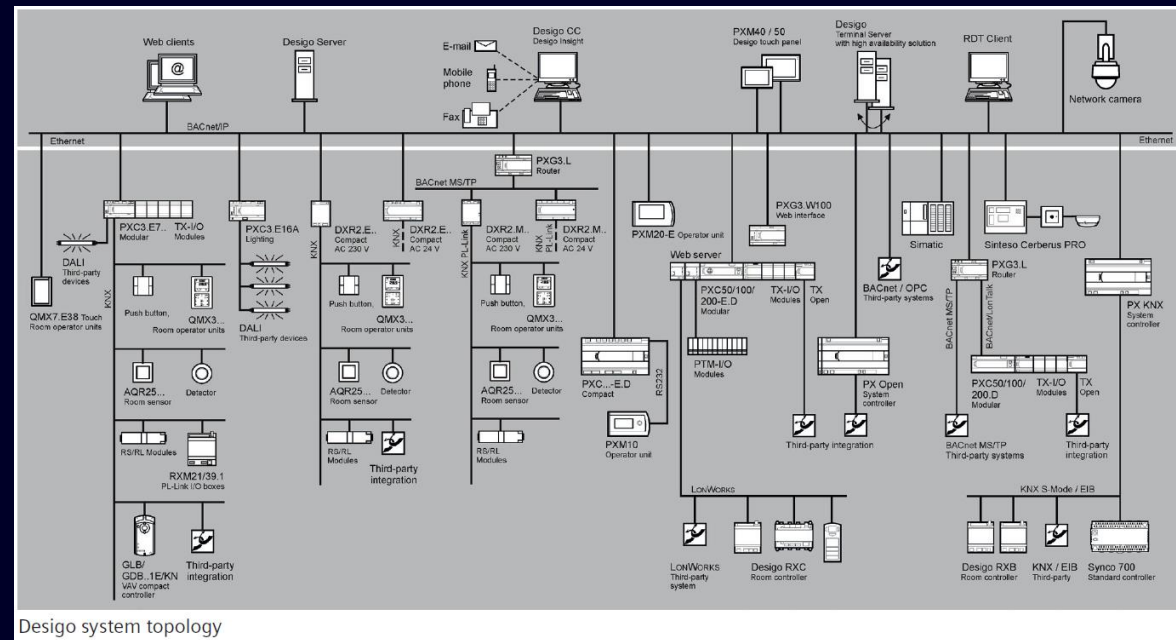 Web clients
Desigo Server
E-mail
Mobile
phone
Fax
Desigo CC
Desigo Insight
PXM40 / 50
Desigo touch panel
Desigo
Terminal Server
with high availability solution
RDT Client
Network camera
BACnet/IP
Ethernet
Ethernet
PXG3.L
Router
BACnet MS/TP
PXC3.E7..
Modular
TX-I/O
Modules
PXC3.E16A
Lighting
DXR2.E..
Compact
AC 230 V
DXR2.E..
Compact
AC 24 V
DXR2.M..
Compact
AC 230 V
DXR2.M..
Compact
AC 24 V
KNX
KNX
KNX
KNX PL-Link
KNX
PL-Link
DALI
Third-party
devices
QMX7.E38 Touch
Room operator units
Push button,
QMX3...
Room operator units
DALI
Third-party devices
Push button,
QMX3...
Room operator units
Push button,
QMX3...
Room operator units
AQR25...
Room sensor
Detector
AQR25...
Room sensor
Detector
AQR25...
Room sensor
Detector
RS/RL Modules
RXM21/39.1
PL-Link I/O boxes
RS/RL
Modules
Third-party
integration
RS/RL
Modules
GLB/
GDB..1E/KN
VAV compact
controller
Third-party
integration
PXM20-E Operator unit
PXG3.W100
Web interface
Web server
PXC50/100/
200-E.D
Modular
TX-I/O
Modules
TX
Open
PTM-I/O
Modules
PXC...-E.D
Compact
RS232
PXM10
Operator unit
Third-party integration
PX Open
System
controller
BACnet / OPC
Third-party systems
Simatic
Sinteso Cerberus PRO
PXG3.L
Router
BACnet MS/TP
BACnet/LonTalk
PX KNX
System
controller
PXC50/100/
200.D
Modular
TX-I/O
Modules
TX
Open
BACnet MS/TP
Third-party systems
Third-party
integration
LONWORKS
LONWORKS
Third-party
system
Desigo RXC
Room controller
KNX S-Mode / EIB
Desigo RXB
Room controller
KNX / EIB
Third-party
Synco 700
Standard controller
Desigo system topology